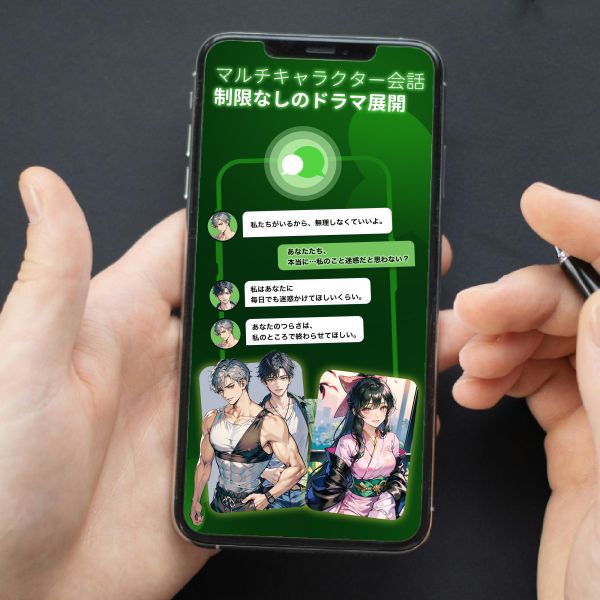 マルチキャラクター会話
制限なしのドラマ展開
私たちがいるから、無理しなくていいよ。
あなたたち、
本当に…私のこと迷惑だと思わない？
私はあなたに
毎日でも迷惑かけてほしいくらい。
あなたのつらさは、
私のところで終わらせてほしい。